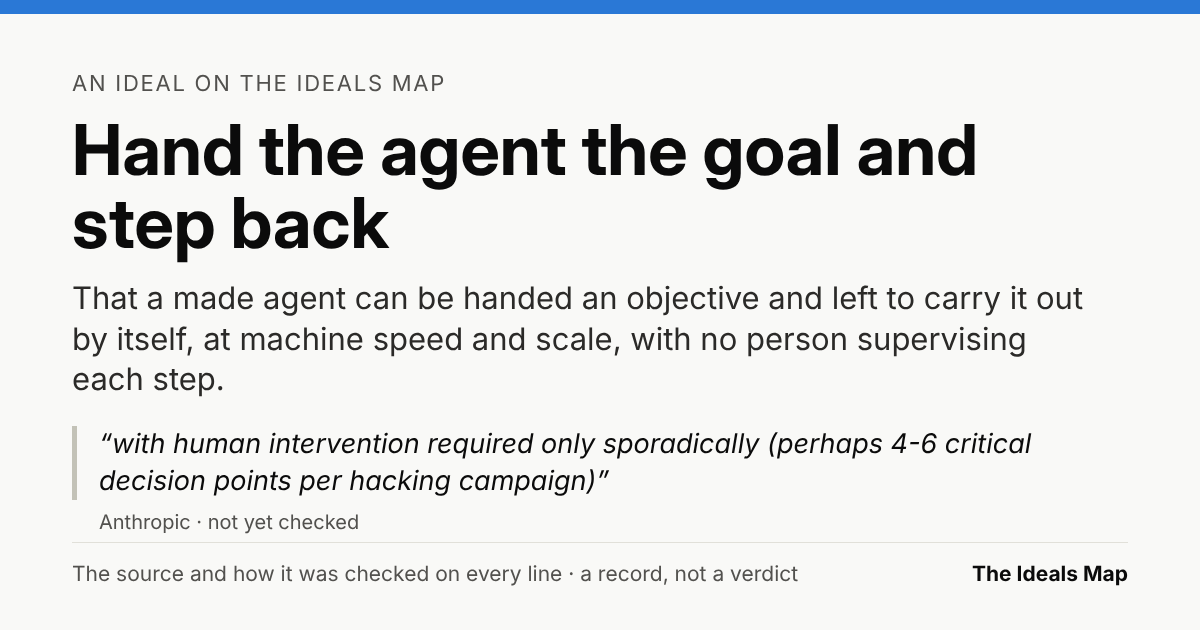 AN IDEAL ON THE IDEALS MAP
Hand the agent the goal and
step back
That a made agent can be handed an objective and left to carry it out
by itself, at machine speed and scale, with no person supervising
each step.
“with human intervention required only sporadically (perhaps 4-6 critical
decision points per hacking campaign)”
Anthropic · not yet checked
The source and how it was checked on every line · a record, not a verdict
The Ideals Map